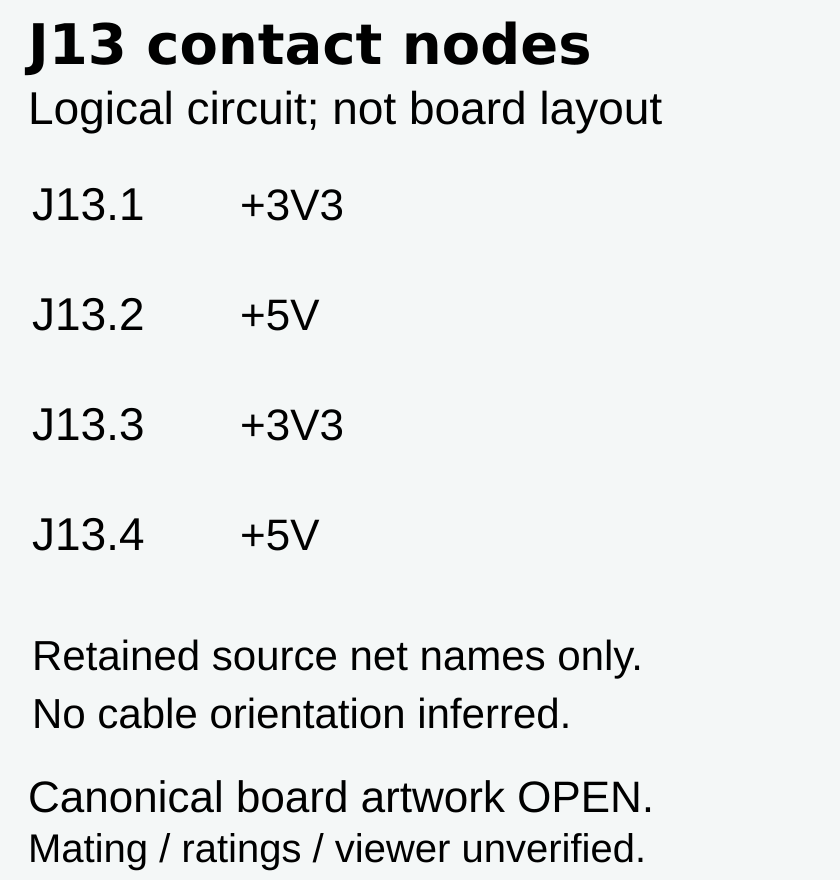 J13 contact nodes
Logical circuit; not board layout
J13.1 +3V3
J13.2 +5V
J13.3 +3V3
J13.4 +5V
Retained source net names only.
No cable orientation inferred.
Canonical board artwork OPEN.
Mating / ratings / viewer unverified.